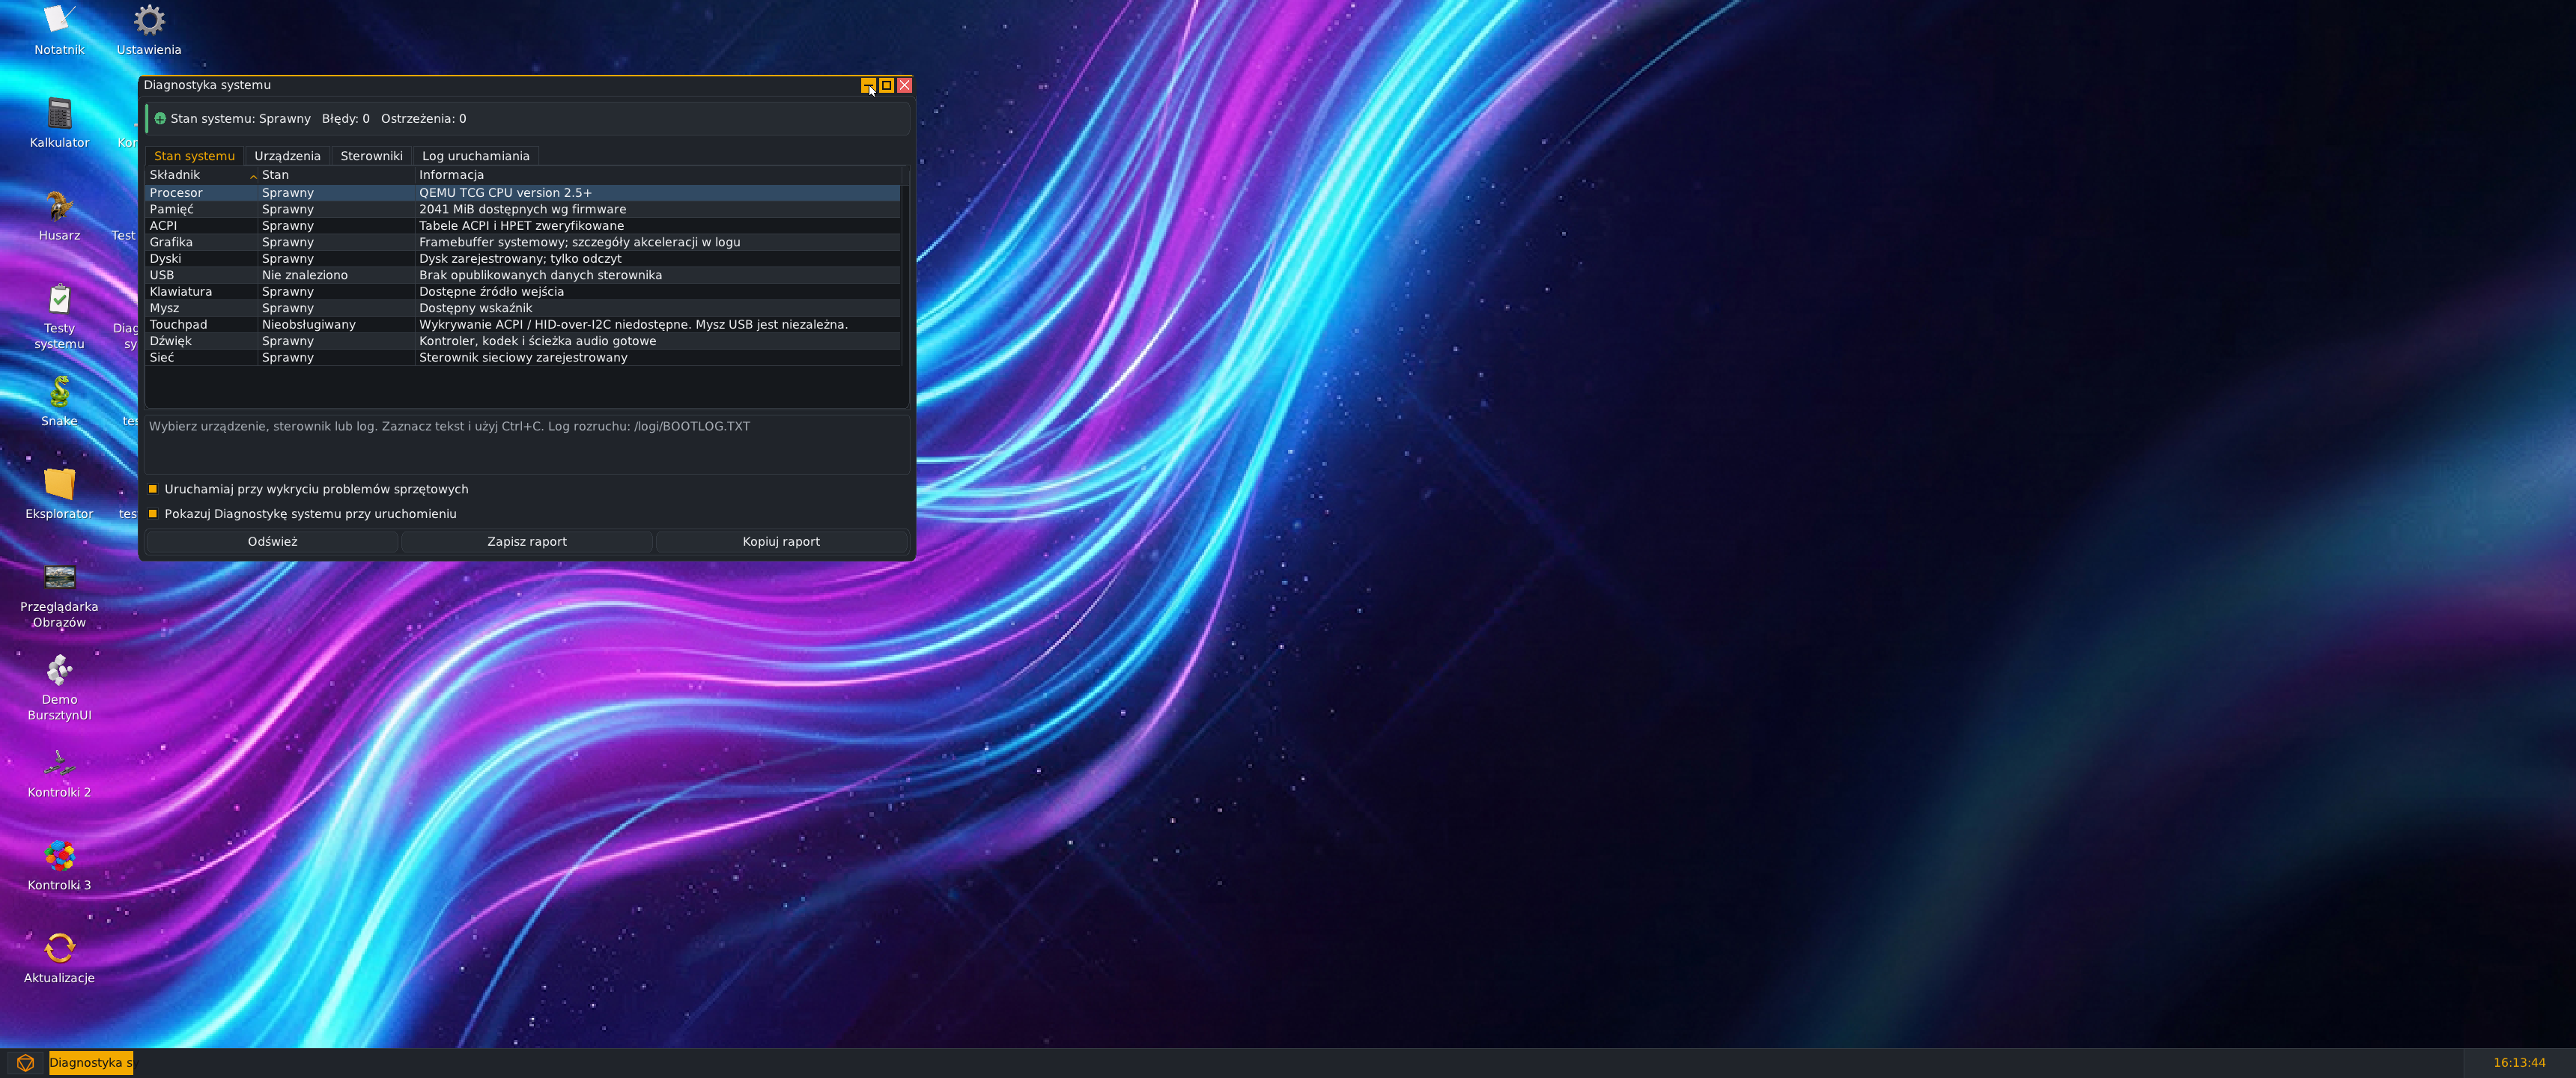 Notatnik
Ustawienia
Kalkulator
Kor
Husarz
Test
Testy
systemu
Diag
sy
Snake
tes
Eksplorator
tes
Przeglądarka
Obrazów
Demo
BursztynUI
Kontrolki 2
Kontrolki 3
Aktualizacje
Diagnostyka systemu
Stan systemu: Sprawny Błędy: 0 Ostrzeżenia: 0
Stan systemu Urządzenia Sterowniki Log uruchamiania
Składnik Stan Informacja
Procesor Sprawny QEMU TCG CPU version 2.5+
Pamięć Sprawny 2041 MiB dostępnych wg firmware
ACPI Sprawny Tabele ACPI i HPET zweryfikowane
Grafika Sprawny Framebuffer systemowy; szczegóły akceleracji w logu
Dyski Sprawny Dysk zarejestrowany; tylko odczyt
USB Nie znaleziono Brak opublikowanych danych sterownika
Klawiatura Sprawny Dostępne źródło wejścia
Mysz Sprawny Dostępny wskaźnik
Touchpad Nieobsługiwany Wykrywanie ACPI / HID-over-I2C niedostępne. Mysz USB jest niezależna.
Dźwięk Sprawny Kontroler, kodek i ścieżka audio gotowe
Sieć Sprawny Sterownik sieciowy zarejestrowany
Wybierz urządzenie, sterownik lub log. Zaznacz tekst i użyj Ctrl+C. Log rozruchu: /logi/BOOTLOG.TXT
Uruchamiaj przy wykryciu problemów sprzętowych
Pokazuj Diagnostykę systemu przy uruchomieniu
Odśwież Zapisz raport Kopiuj raport
Diagnostyka s
16:13:44